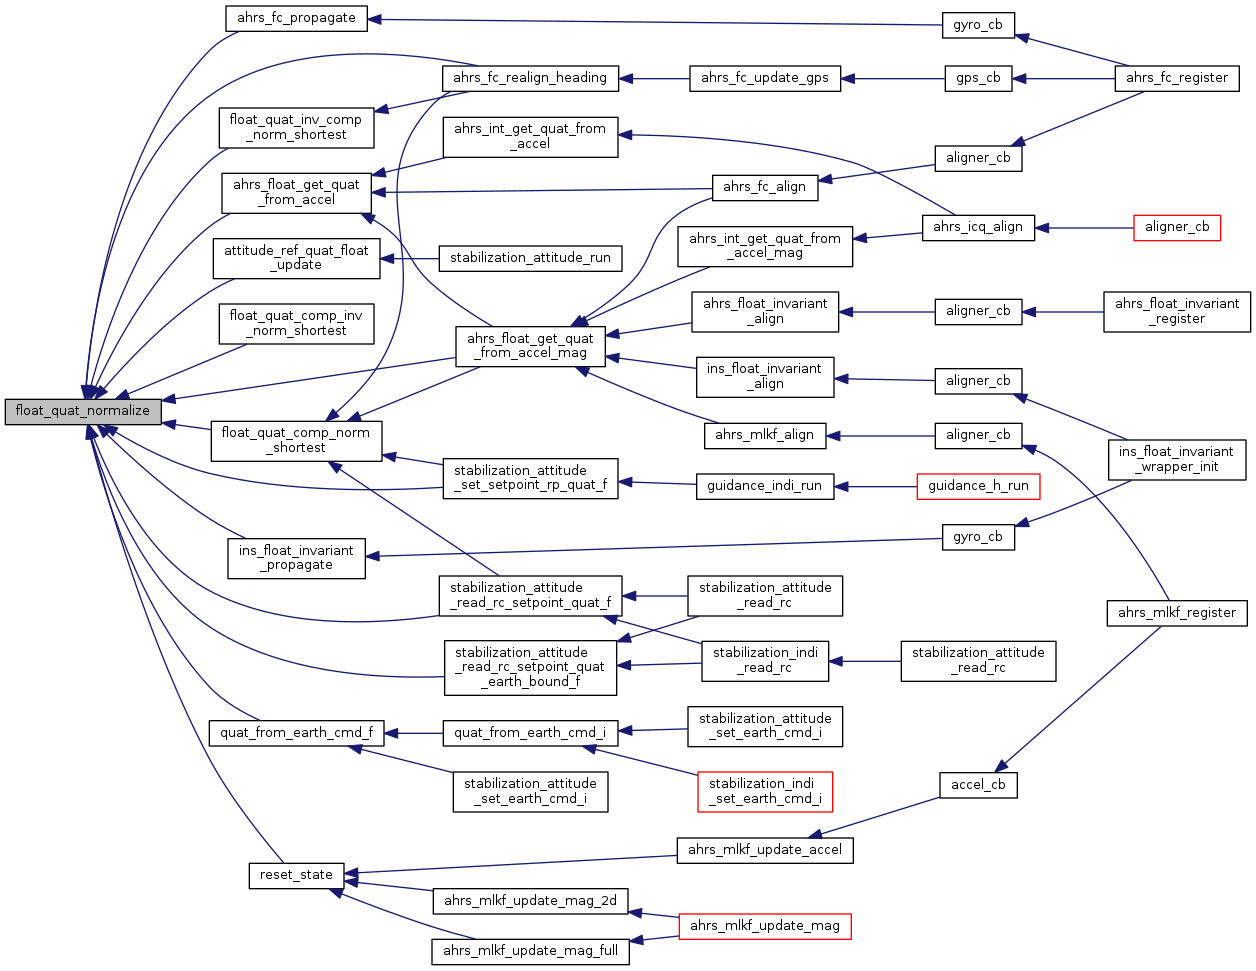 ahrs_fc_propagate
gyro_cb
ahrs_fc_realign_heading
ahrs_fc_update_gps
gps_cb
ahrs_fc_register
float_quat_inv_comp
_norm_shortest
ahrs_int_get_quat_from
_accel
aligner_cb
ahrs_float_get_quat
_from_accel
ahrs_fc_align
ahrs_icq_align
aligner_cb
attitude_ref_quat_float
_update
stabilization_attitude_run
ahrs_int_get_quat_from
_accel_mag
float_quat_comp_inv
_norm_shortest
ahrs_float_get_quat
_from_accel_mag
ahrs_float_invariant
_align
aligner_cb
ahrs_float_invariant
_register
ins_float_invariant
_align
aligner_cb
float_quat_normalize
float_quat_comp_norm
_shortest
ahrs_mlkf_align
aligner_cb
ins_float_invariant
_wrapper_init
stabilization_attitude
_set_setpoint_rp_quat_f
guidance_indi_run
guidance_h_run
ins_float_invariant
_propagate
gyro_cb
stabilization_attitude
_read_rc_setpoint_quat_f
stabilization_attitude
_read_rc
ahrs_mlkf_register
stabilization_attitude
_read_rc_setpoint_quat
_earth_bound_f
stabilization_indi
_read_rc
stabilization_attitude
_read_rc
quat_from_earth_cmd_f
quat_from_earth_cmd_i
stabilization_attitude
_set_earth_cmd_i
stabilization_attitude
_set_earth_cmd_i
stabilization_indi
_set_earth_cmd_i
accel_cb
reset_state
ahrs_mlkf_update_accel
ahrs_mlkf_update_mag_2d
ahrs_mlkf_update_mag
ahrs_mlkf_update_mag_full